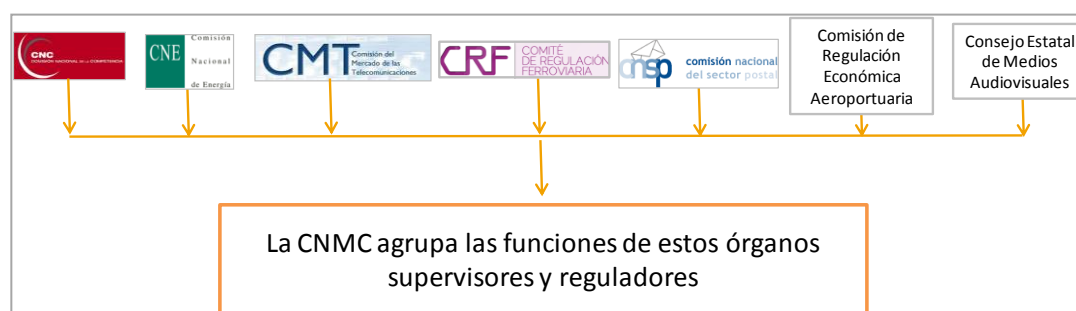 CNC
COMISIÓN NACIONAL DE LA COMPETENCIA
CNE
Comisión
Nacional
de Energía
CMT
Comisión del
Mercado de las
Telecomunicaciones
CRF
COMITÉ
DE REGULACIÓN
FERROVIARIA
cnsp
comisión nacional
del sector postal
Comisión de
Regulación
Económica
Aeroportuaria
Consejo Estatal
de Medios
Audiovisuales
La CNMC agrupa las funciones de estos órganos
supervisores y reguladores